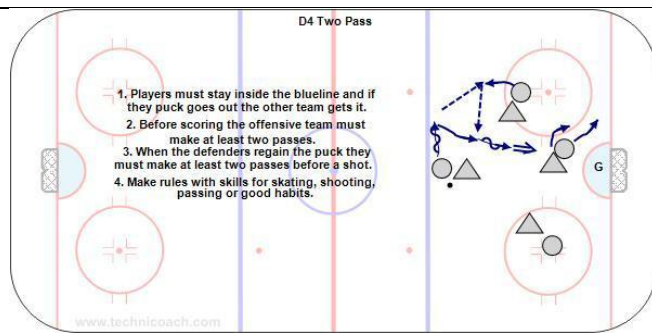 D4 Two Pass
1. Players must stay inside the blueline and if
they puck goes out the other team gets it.
2. Before scoring the offensive team must
make at least two passes.
3. When the defenders regain the puck they
must make at least two passes before a shot.
4. Make rules with skills for skating, shooting,
passing or good habits.
G
www.technicoach.com